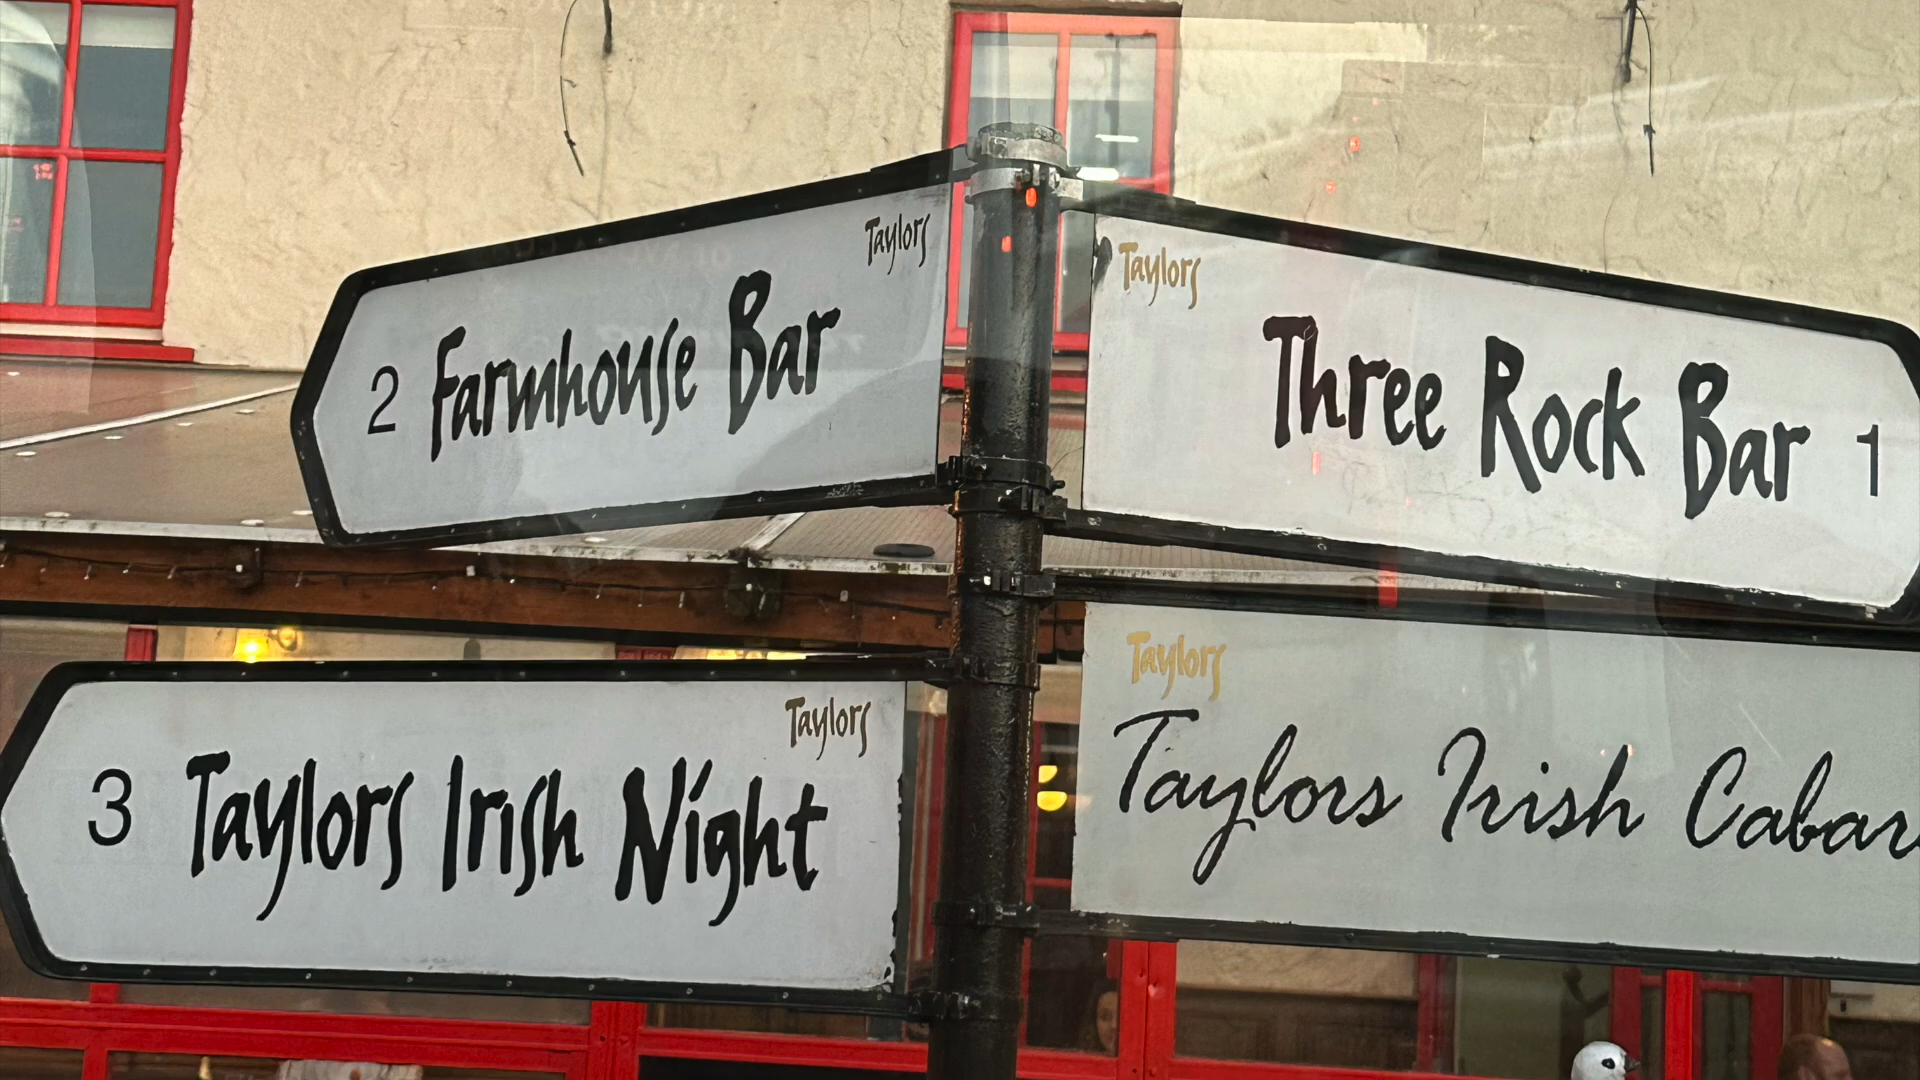 Taylors
2 Farmhouse Bar
Taylors
Three Rock Bar 1
Taylors
3 Taylors Irish Night
Taylors
Taylors Irish